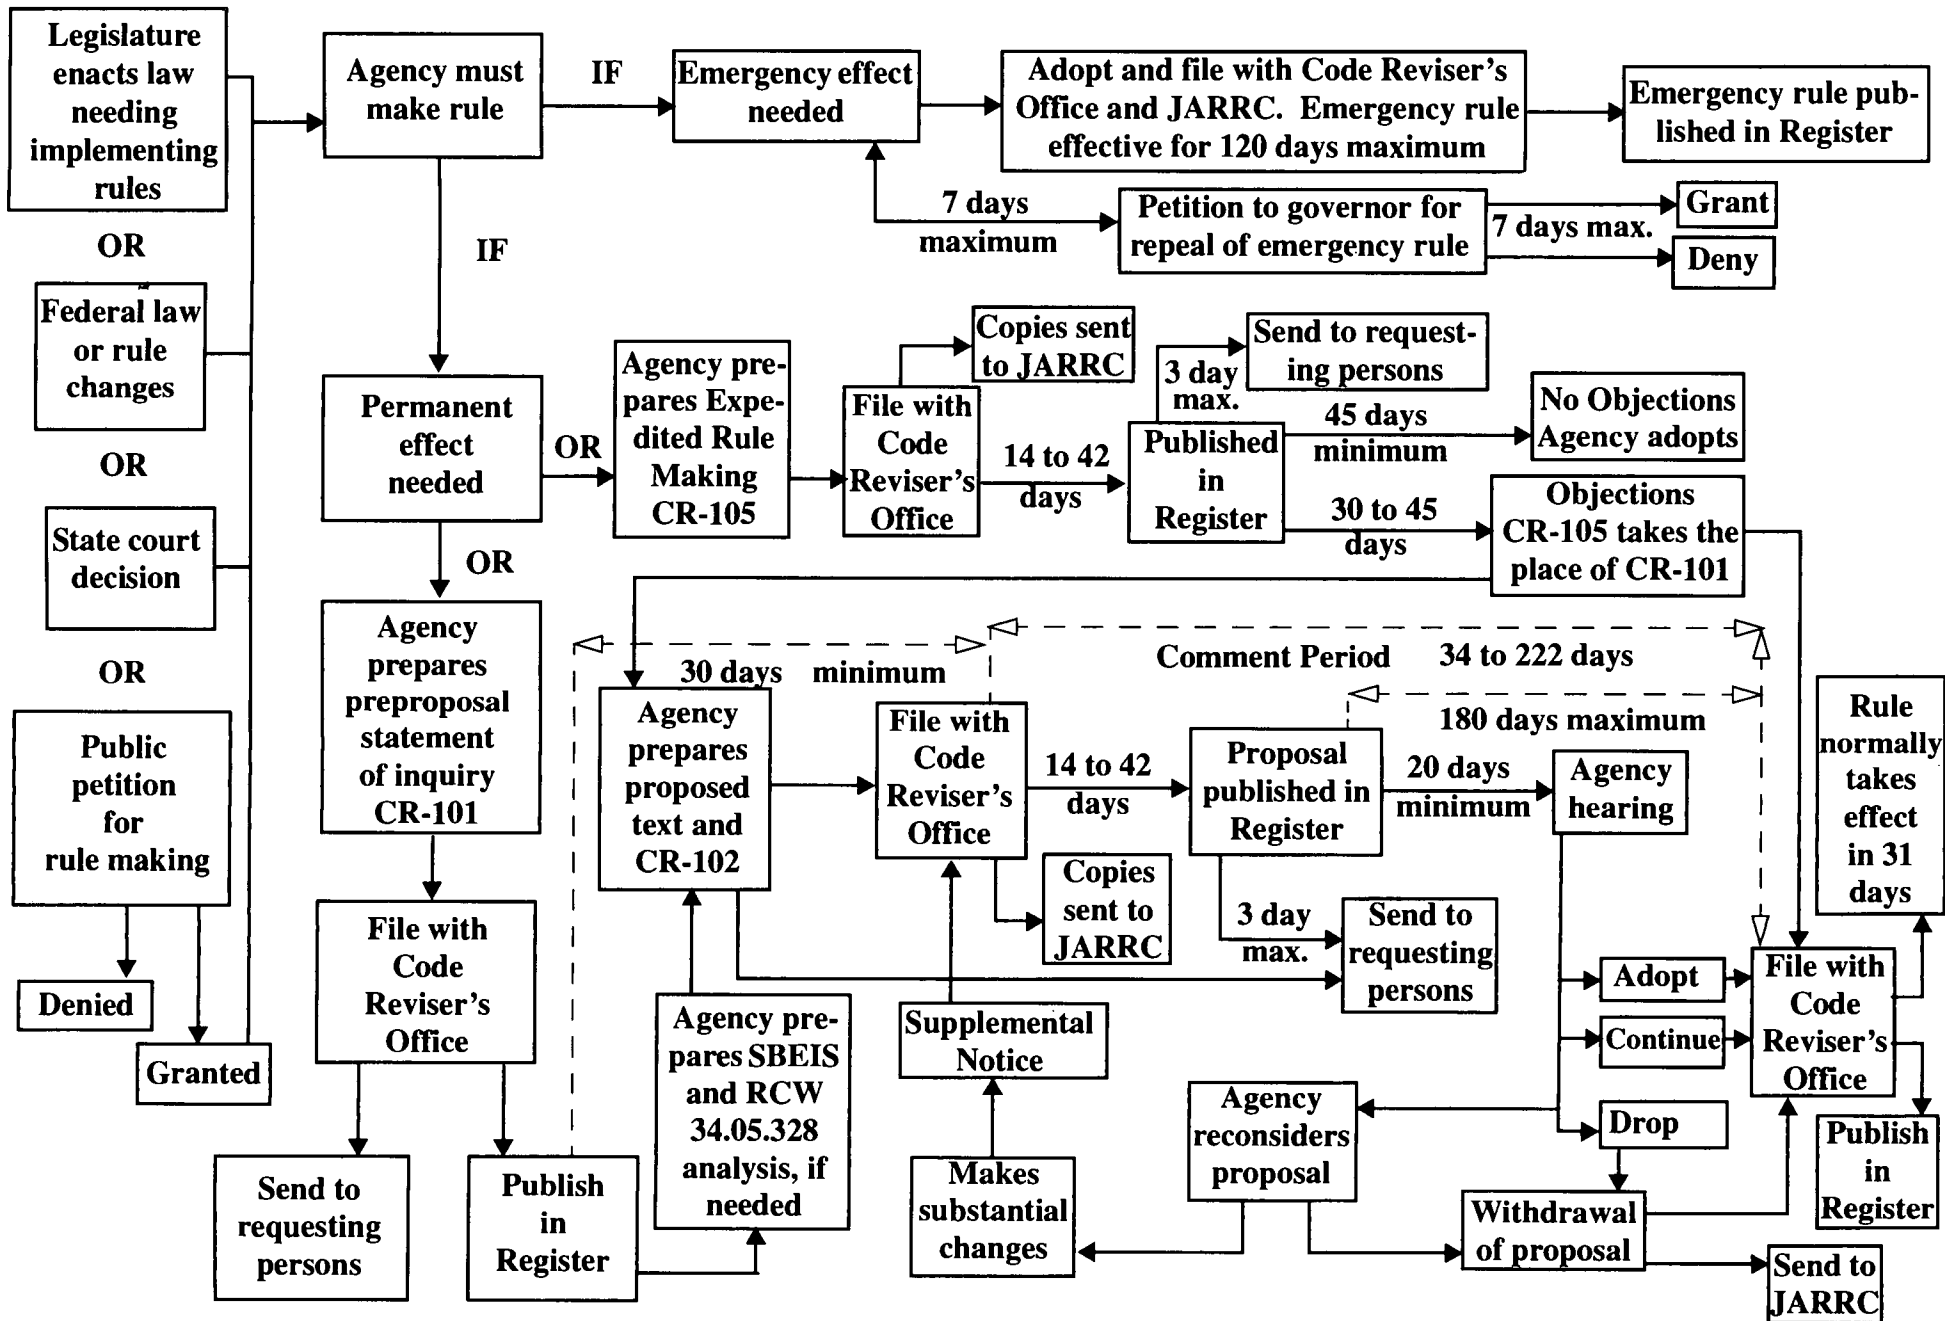 Legislature
enacts law
needing
implementing
rules
OR
Federal law
or rule
changes
OR
State court
decision
OR
Public
petition
for
rule making
Denied
Granted
Agency must
make rule
IF
Emergency effect
needed
Adopt and file with Code Reviser's
Office and JARRC. Emergency rule
effective for 120 days maximum
Emergency rule pub-
lished in Register
7 days
maximum
Petition to governor for
repeal of emergency rule
7 days max.
Grant
Deny
IF
Permanent
effect
needed
OR
Agency pre-
pares Expe-
dited Rule
Making
CR-105
File with
Code
Reviser's
Office
Copies sent
to JARRC
14 to 42
days
Published
in
Register
3 day
max.
Send to request-
ing persons
45 days
minimum
No Objections
Agency adopts
30 to 45
days
Objections
CR-105 takes the
place of CR-101
OR
Agency
prepares
preproposal
statement
of inquiry
CR-101
File with
Code
Reviser's
Office
Send to
requesting
persons
Publish
in
Register
30 days minimum
Agency pre-
pares SBEIS
and RCW
34.05.328
analysis, if
needed
Agency
prepares
proposed
text and
CR-102
File with
Code
Reviser's
Office
Copies
sent to
JARRC
Comment Period 34 to 222 days
180 days maximum
14 to 42
days
Proposal
published in
Register
20 days
minimum
Agency
hearing
3 day
max.
Send to
requesting
persons
Supplemental
Notice
Makes
substantial
changes
Agency
reconsiders
proposal
Adopt
Continue
Drop
Withdrawal
of proposal
File with
Code
Reviser's
Office
Rule
normally
takes
effect
in 31
days
Publish
in
Register
Send to
JARRC